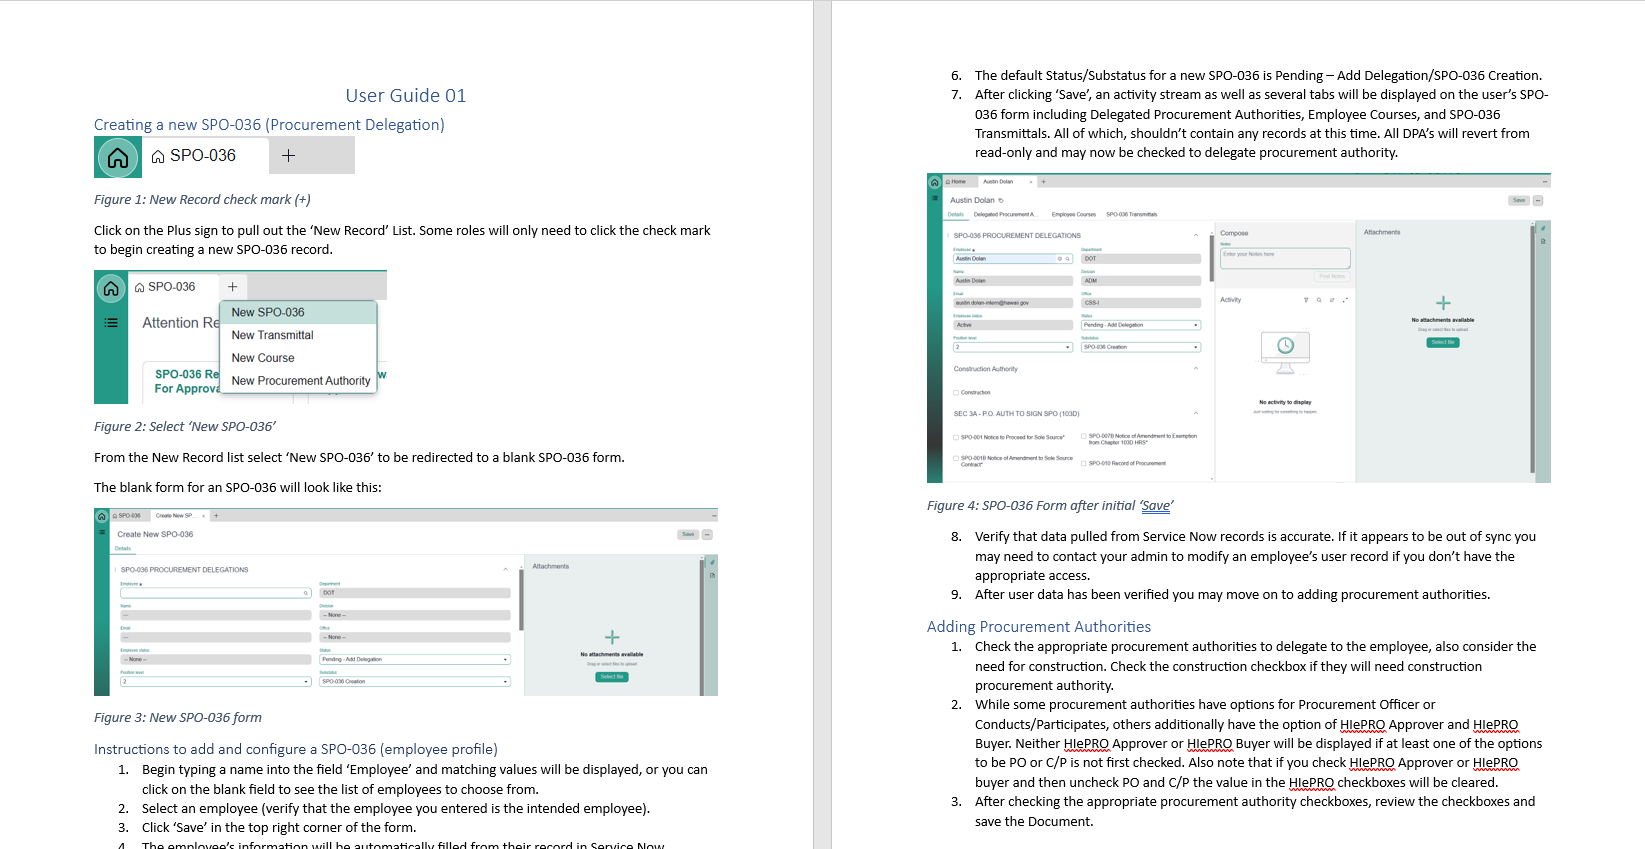 User Guide 01
Creating a new SPO-036 (Procurement Delegation)
SPO-036 +
Figure 1: New Record check mark (+)
Click on the Plus sign to pull out the ‘New Record’ List. Some roles will only need to click the check mark
to begin creating a new SPO-036 record.
SPO-036 +
Attention Re
New SPO-036
New Transmittal
New Course
New Procurement Authority
SPO-036 Re
For Approva
w
Figure 2: Select ‘New SPO-036’
From the New Record list select ‘New SPO-036’ to be redirected to a blank SPO-036 form.
The blank form for an SPO-036 will look like this:
SPO-036 Create New SP... × +
Create New SPO-036
Save
Details
SPO-036 PROCUREMENT DELEGATIONS
Attachments
Employee
Department
DOT
Name
Division
-- None --
Email
Office
-- None --
Employee status
Status
-- None --
Pending - Add Delegation
Position level
Substatus
2
SPO-036 Creation
No attachments available
Drag or select files to upload
Select file
Figure 3: New SPO-036 form
Instructions to add and configure a SPO-036 (employee profile)
1. Begin typing a name into the field ‘Employee’ and matching values will be displayed, or you can
click on the blank field to see the list of employees to choose from.
2. Select an employee (verify that the employee you entered is the intended employee).
3. Click ‘Save’ in the top right corner of the form.
4. The employee’s information will be automatically filled from their record in Service Now
6. The default Status/Substatus for a new SPO-036 is Pending – Add Delegation/SPO-036 Creation.
7. After clicking ‘Save’, an activity stream as well as several tabs will be displayed on the user’s SPO-
036 form including Delegated Procurement Authorities, Employee Courses, and SPO-036
Transmittals. All of which, shouldn’t contain any records at this time. All DPA’s will revert from
read-only and may now be checked to delegate procurement authority.
Home Austin Dolan × +
Austin Dolan
Save
Details Delegated Procurement A... Employee Courses SPO-036 Transmittals
SPO-036 PROCUREMENT DELEGATIONS
Employee
Department
Austin Dolan
DOT
Name
Division
Austin Dolan
ADM
Email
Office
austin.dolan-intern@hawaii.gov
CSS-I
Employee status
Status
Active
Pending - Add Delegation
Position level
Substatus
2
SPO-036 Creation
Construction Authority
Construction
SEC 3A - P.O. AUTH TO SIGN SPO (103D)
SPO-001 Notice to Proceed for Sole Source*
SPO-007B Notice of Amendment to Exemption
from Chapter 103D HRS*
SPO-001B Notice of Amendment to Sole Source
Contract*
SPO-010 Record of Procurement
Compose
Notes
Enter your Notes here
Post Notes
Activity
No activity to display
Just waiting for something to happen
Attachments
No attachments available
Drag or select files to upload
Select file
Figure 4: SPO-036 Form after initial ‘Save’
8. Verify that data pulled from Service Now records is accurate. If it appears to be out of sync you
may need to contact your admin to modify an employee’s user record if you don’t have the
appropriate access.
9. After user data has been verified you may move on to adding procurement authorities.
Adding Procurement Authorities
1. Check the appropriate procurement authorities to delegate to the employee, also consider the
need for construction. Check the construction checkbox if they will need construction
procurement authority.
2. While some procurement authorities have options for Procurement Officer or
Conducts/Participates, others additionally have the option of HIePRO Approver and HIePRO
Buyer. Neither HIePRO Approver or HIePRO Buyer will be displayed if at least one of the options
to be PO or C/P is not first checked. Also note that if you check HIePRO Approver or HIePRO
buyer and then uncheck PO and C/P the value in the HIePRO checkboxes will be cleared.
3. After checking the appropriate procurement authority checkboxes, review the checkboxes and
save the Document.